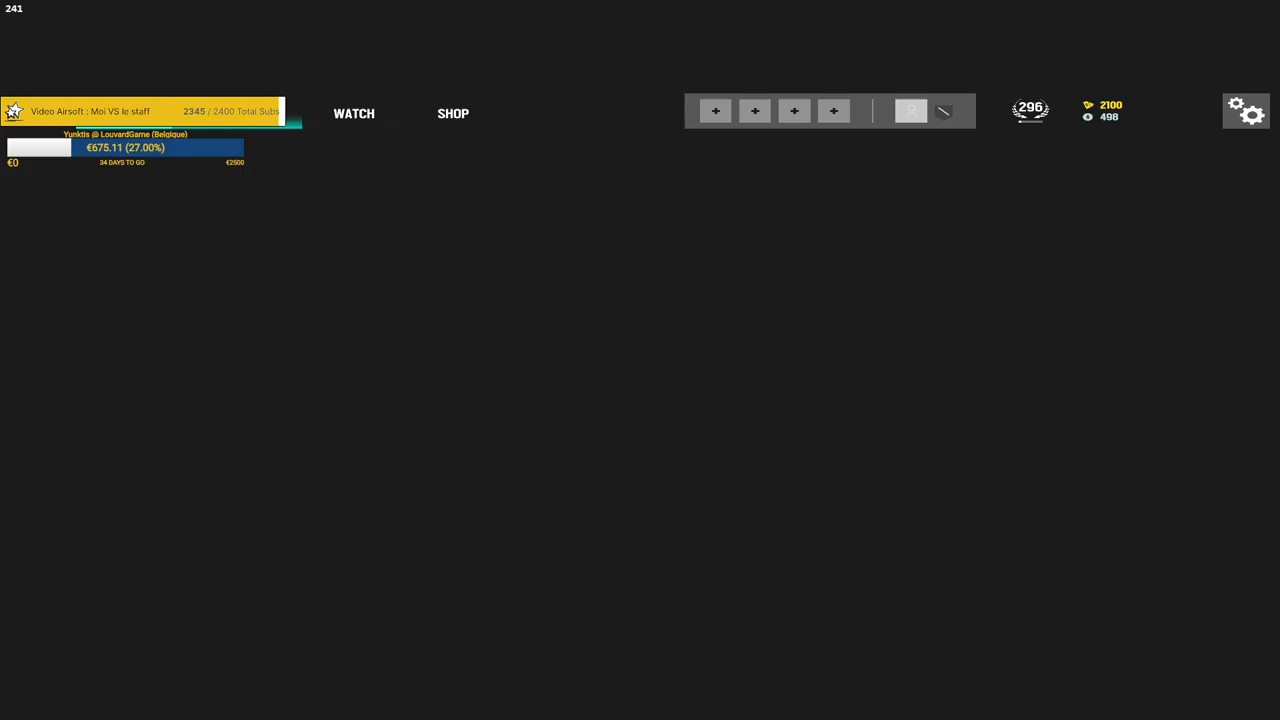 241
Video Airsoft : Moi VS le staff 2345 / 2400 Total Subs
WATCH
SHOP
296
2100
498
Yunktis @ LouvardGame (Belgique)
€675.11 (27.00%)
€0
34 DAYS TO GO
€2500